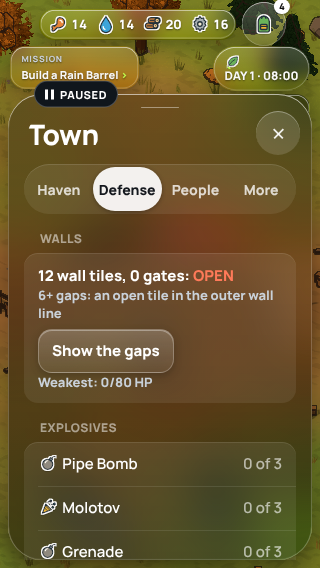 14 14 20 16 4
MISSION
Build a Rain Barrel ›
DAY 1 · 08:00
PAUSED
Town
Haven Defense People More
WALLS
12 wall tiles, 0 gates: OPEN
6+ gaps: an open tile in the outer wall
line
Show the gaps
Weakest: 0/80 HP
EXPLOSIVES
Pipe Bomb 0 of 3
Molotov 0 of 3
Grenade 0 of 3